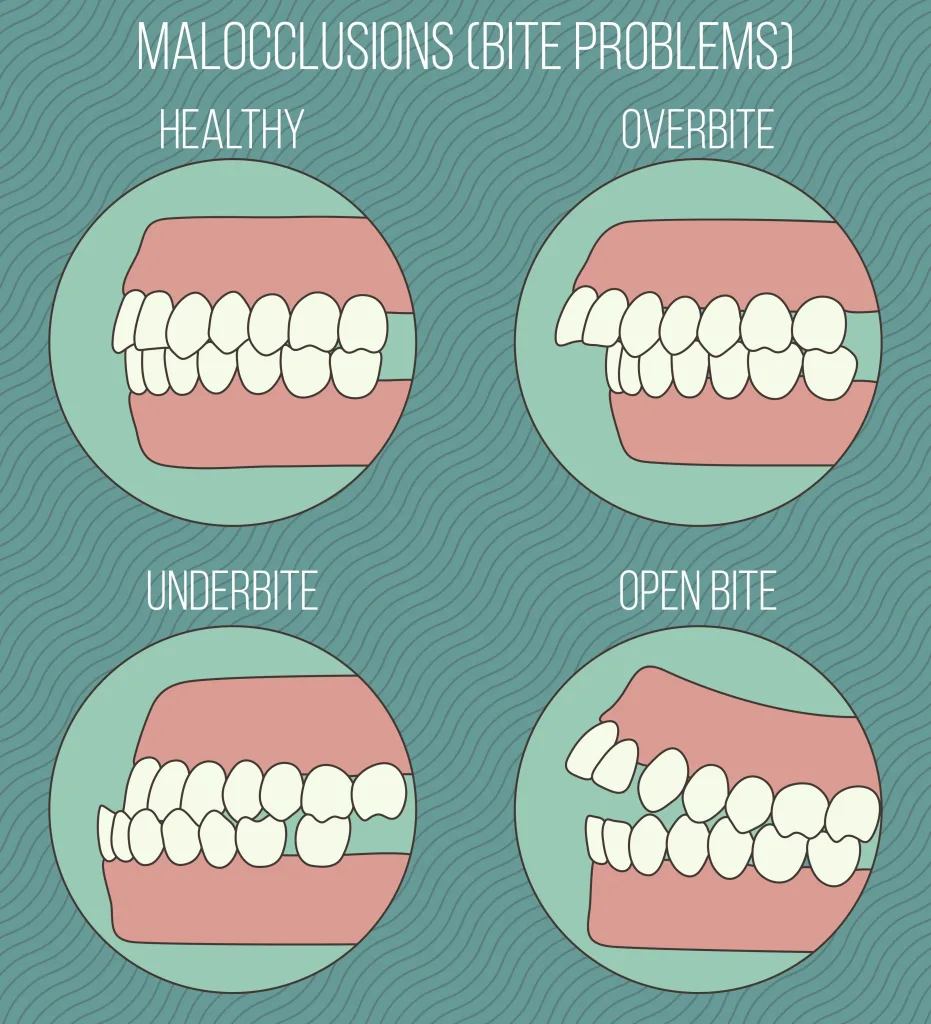 MALOCCLUSIONS (BITE PROBLEMS)
HEALTHY
OVERBITE
UNDERBITE
OPEN BITE